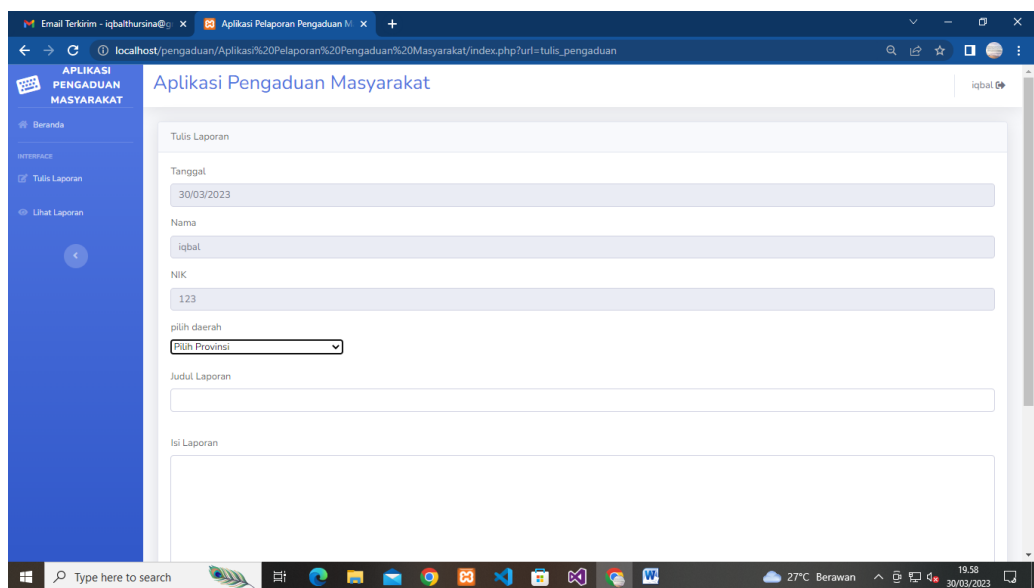 Email Terkirim - iqbalthursina@g
Aplikasi Pelaporan Pengaduan M
localhost/pengaduan/Aplikasi%20Pelaporan%20Pengaduan%20Masyarakat/index.php?url=tulis_pengaduan
APLIKASI
PENGADUAN
MASYARAKAT
Aplikasi Pengaduan Masyarakat
iqbal
Beranda
INTERFACE
Tulis Laporan
Lihat Laporan
Tulis Laporan
Tanggal
30/03/2023
Nama
iqbal
NIK
123
pilih daerah
Pilih Provinsi
Judul Laporan
Isi Laporan
Type here to search
27°C Berawan
19.58
30/03/2023